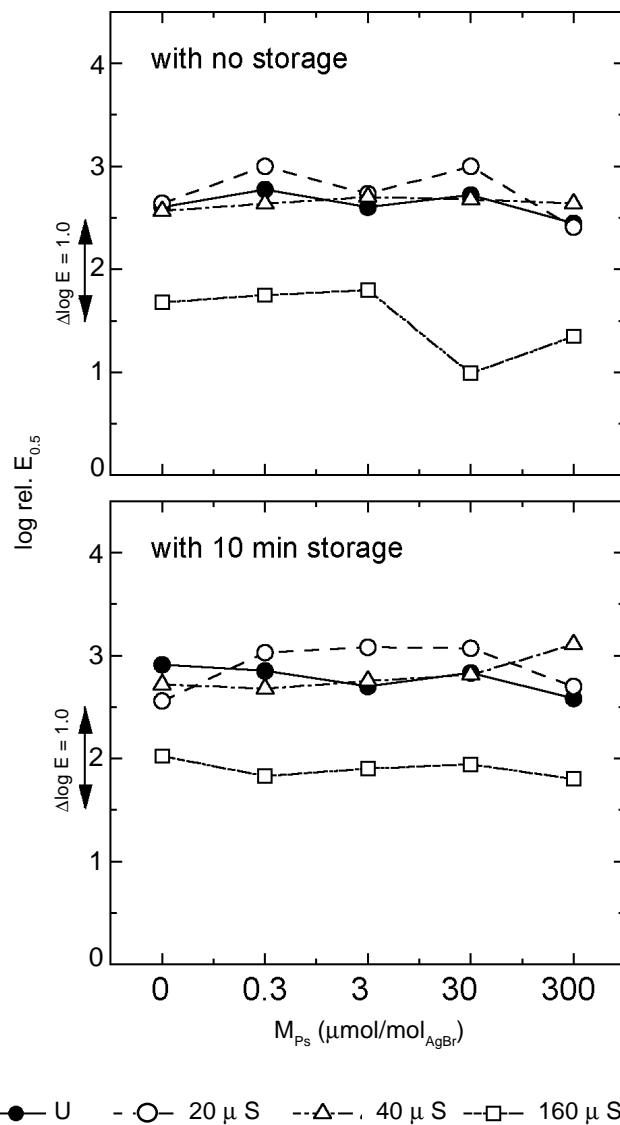 4
with no storage
3
2
1
0
Δlog E = 1.0
log rel. E0.5
4
with 10 min storage
3
2
1
0
Δlog E = 1.0
0 0.3 3 30 300
MPs (μmol/molAgBr)
U 20 μ S 40 μ S 160 μ S